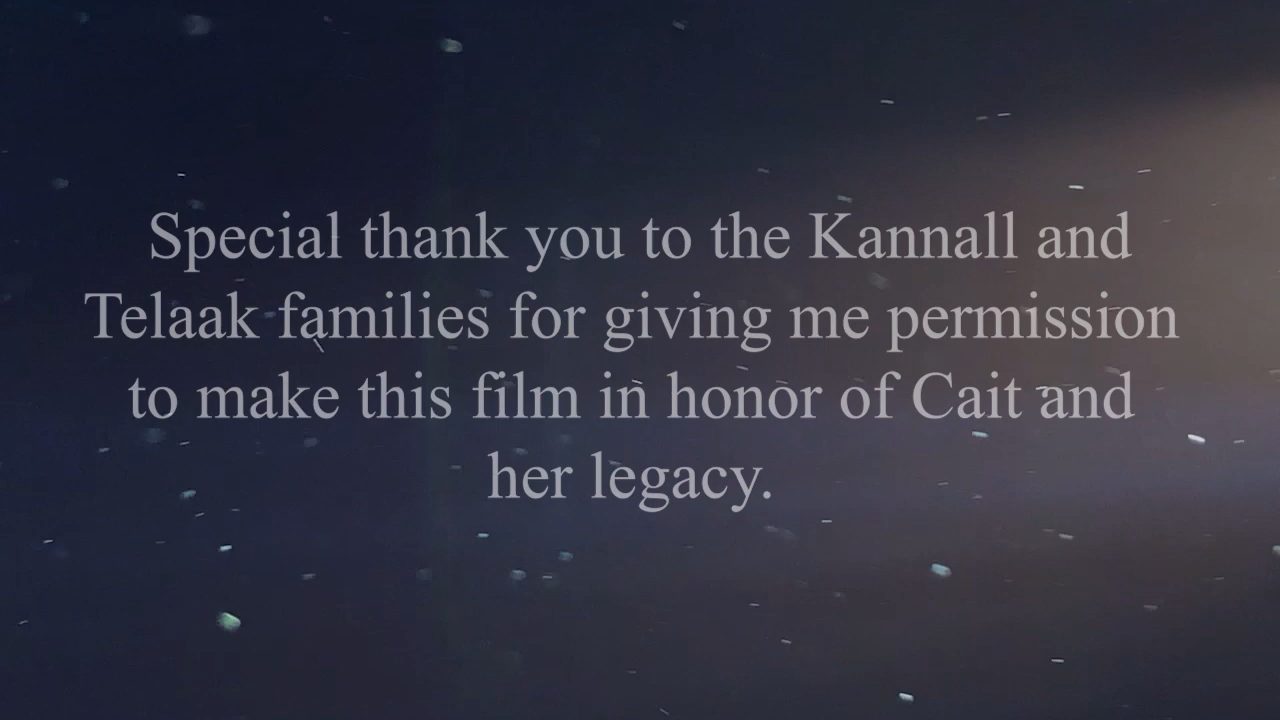 Special thank you to the Kannall and
Telaak families for giving me permission
to make this film in honor of Cait and
her legacy.